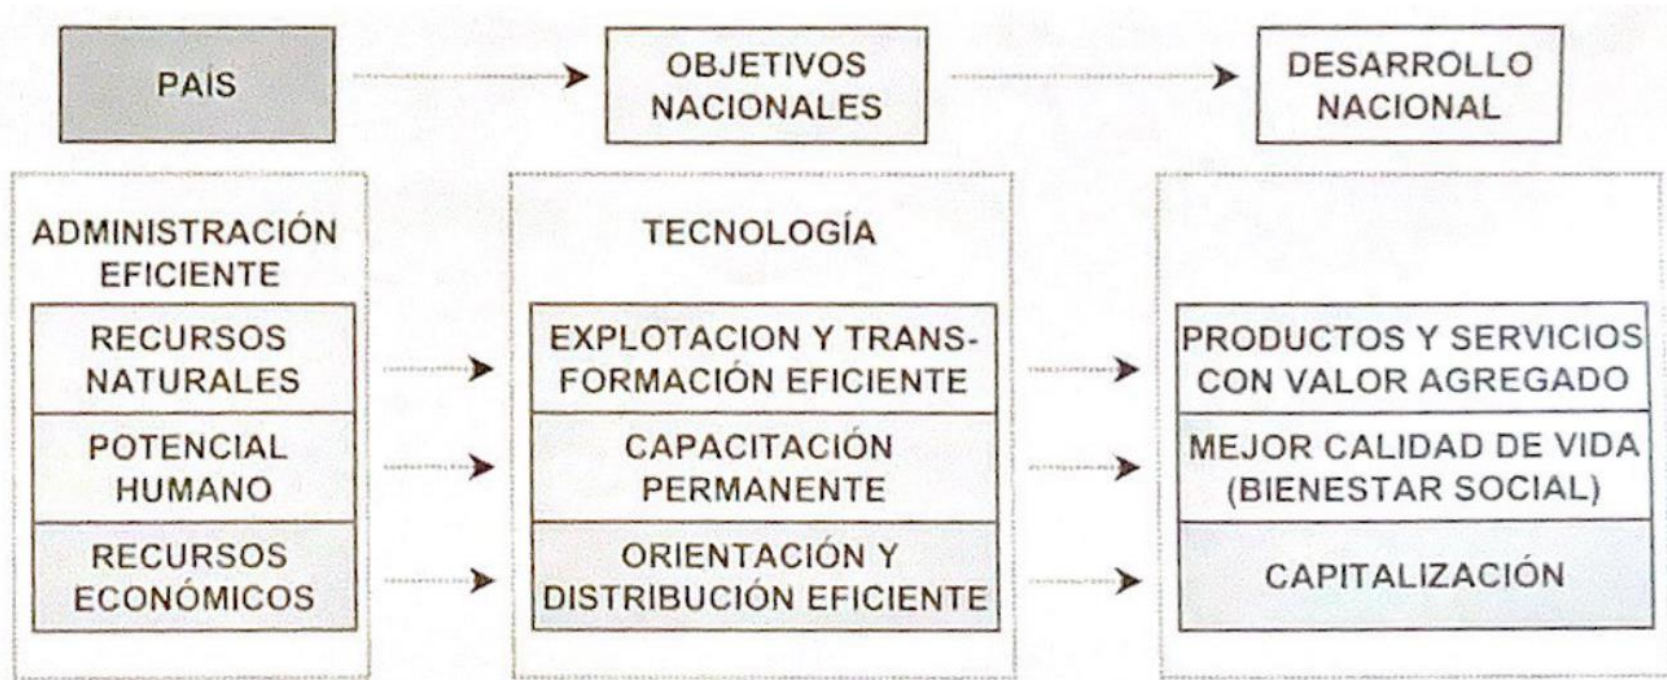 PAÍS
OBJETIVOS
NACIONALES
DESARROLLO
NACIONAL
ADMINISTRACIÓN
EFICIENTE
TECNOLOGÍA
RECURSOS
NATURALES
EXPLOTACION Y TRANS-
FORMACIÓN EFICIENTE
PRODUCTOS Y SERVICIOS
CON VALOR AGREGADO
POTENCIAL
HUMANO
CAPACITACIÓN
PERMANENTE
MEJOR CALIDAD DE VIDA
(BIENESTAR SOCIAL)
RECURSOS
ECONÓMICOS
ORIENTACIÓN Y
DISTRIBUCIÓN EFICIENTE
CAPITALIZACIÓN